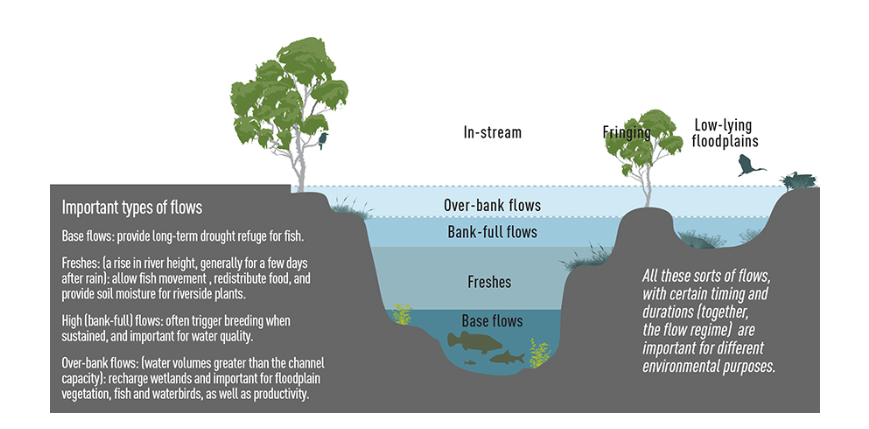 In-stream
Fringing
Low-lying
floodplains
Important types of flows
Base flows: provide long-term drought refuge for fish.
Freshes: (a rise in river height, generally for a few days
after rain): allow fish movement , redistribute food, and
provide soil moisture for riverside plants.
High (bank-full) flows: often trigger breeding when
sustained, and important for water quality.
Over-bank flows: (water volumes greater than the channel
capacity): recharge wetlands and important for floodplain
vegetation, fish and waterbirds, as well as productivity.
Over-bank flows
Bank-full flows
Freshes
Base flows
All these sorts of flows,
with certain timing and
durations (together,
the flow regime) are
important for different
environmental purposes.